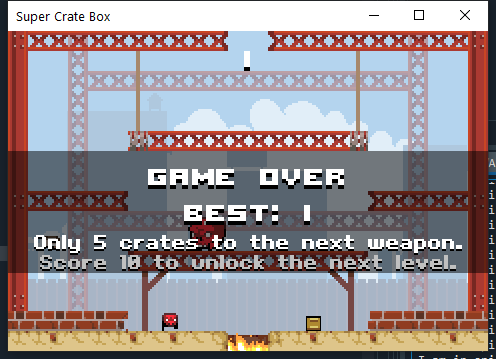 Super Crate Box
1
GAME OVER
BEST: 1
Only 5 crates to the next weapon.
Score 10 to unlock the next level.